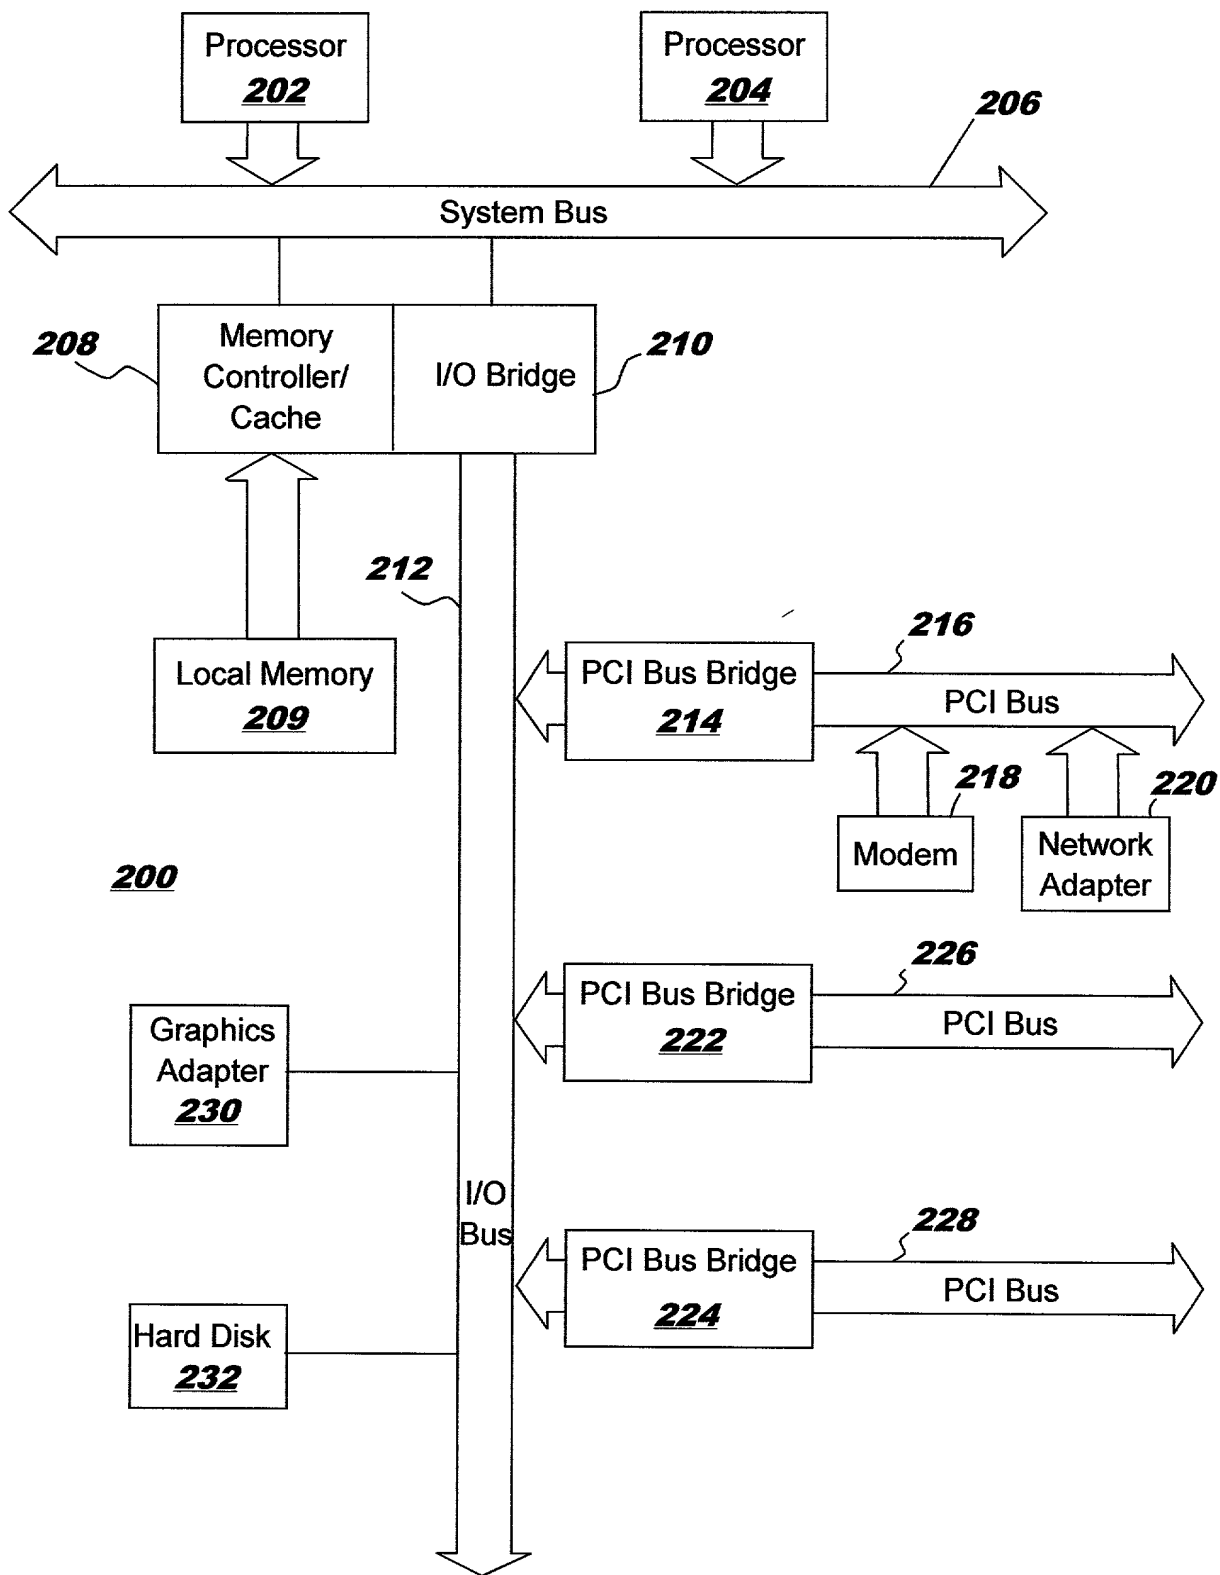 Processor
202
Processor
204
206
System Bus
208
Memory
Controller/
Cache
I/O Bridge
210
212
Local Memory
209
PCI Bus Bridge
214
216
PCI Bus
218
Modem
220
Network
Adapter
200
PCI Bus Bridge
222
226
PCI Bus
Graphics
Adapter
230
I/O
Bus
PCI Bus Bridge
224
228
PCI Bus
Hard Disk
232